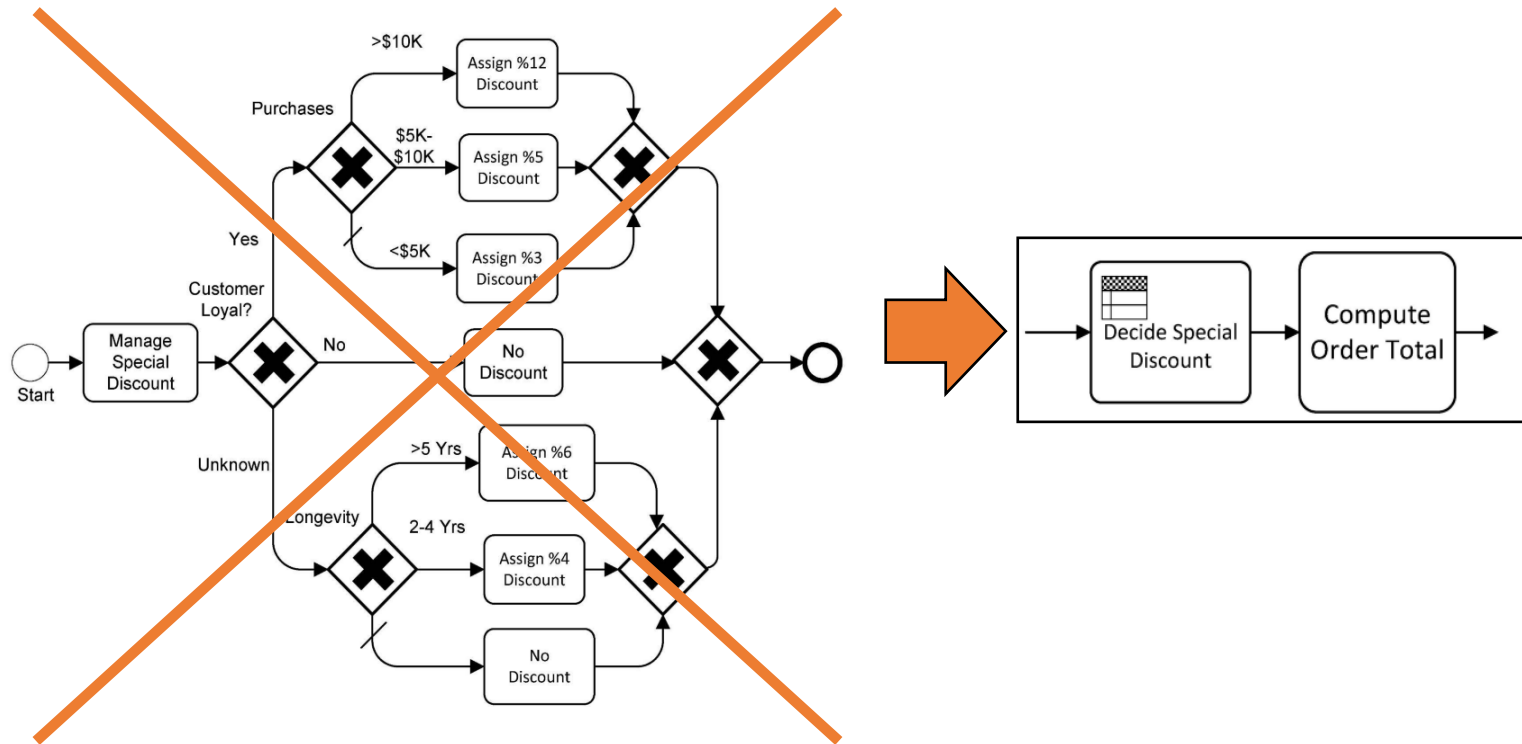 >$10K
Assign %12
Discount
Purchases
$5K-
$10K
Assign %5
Discount
Yes
<$5K
Assign %3
Discount
Customer
Loyal?
Manage
Special
Discount
Start
No
No
Discount
Unknown
>5 Yrs
Assign %6
Discount
Longevity
2-4 Yrs
Assign %4
Discount
No
Discount
Decide Special
Discount
Compute
Order Total